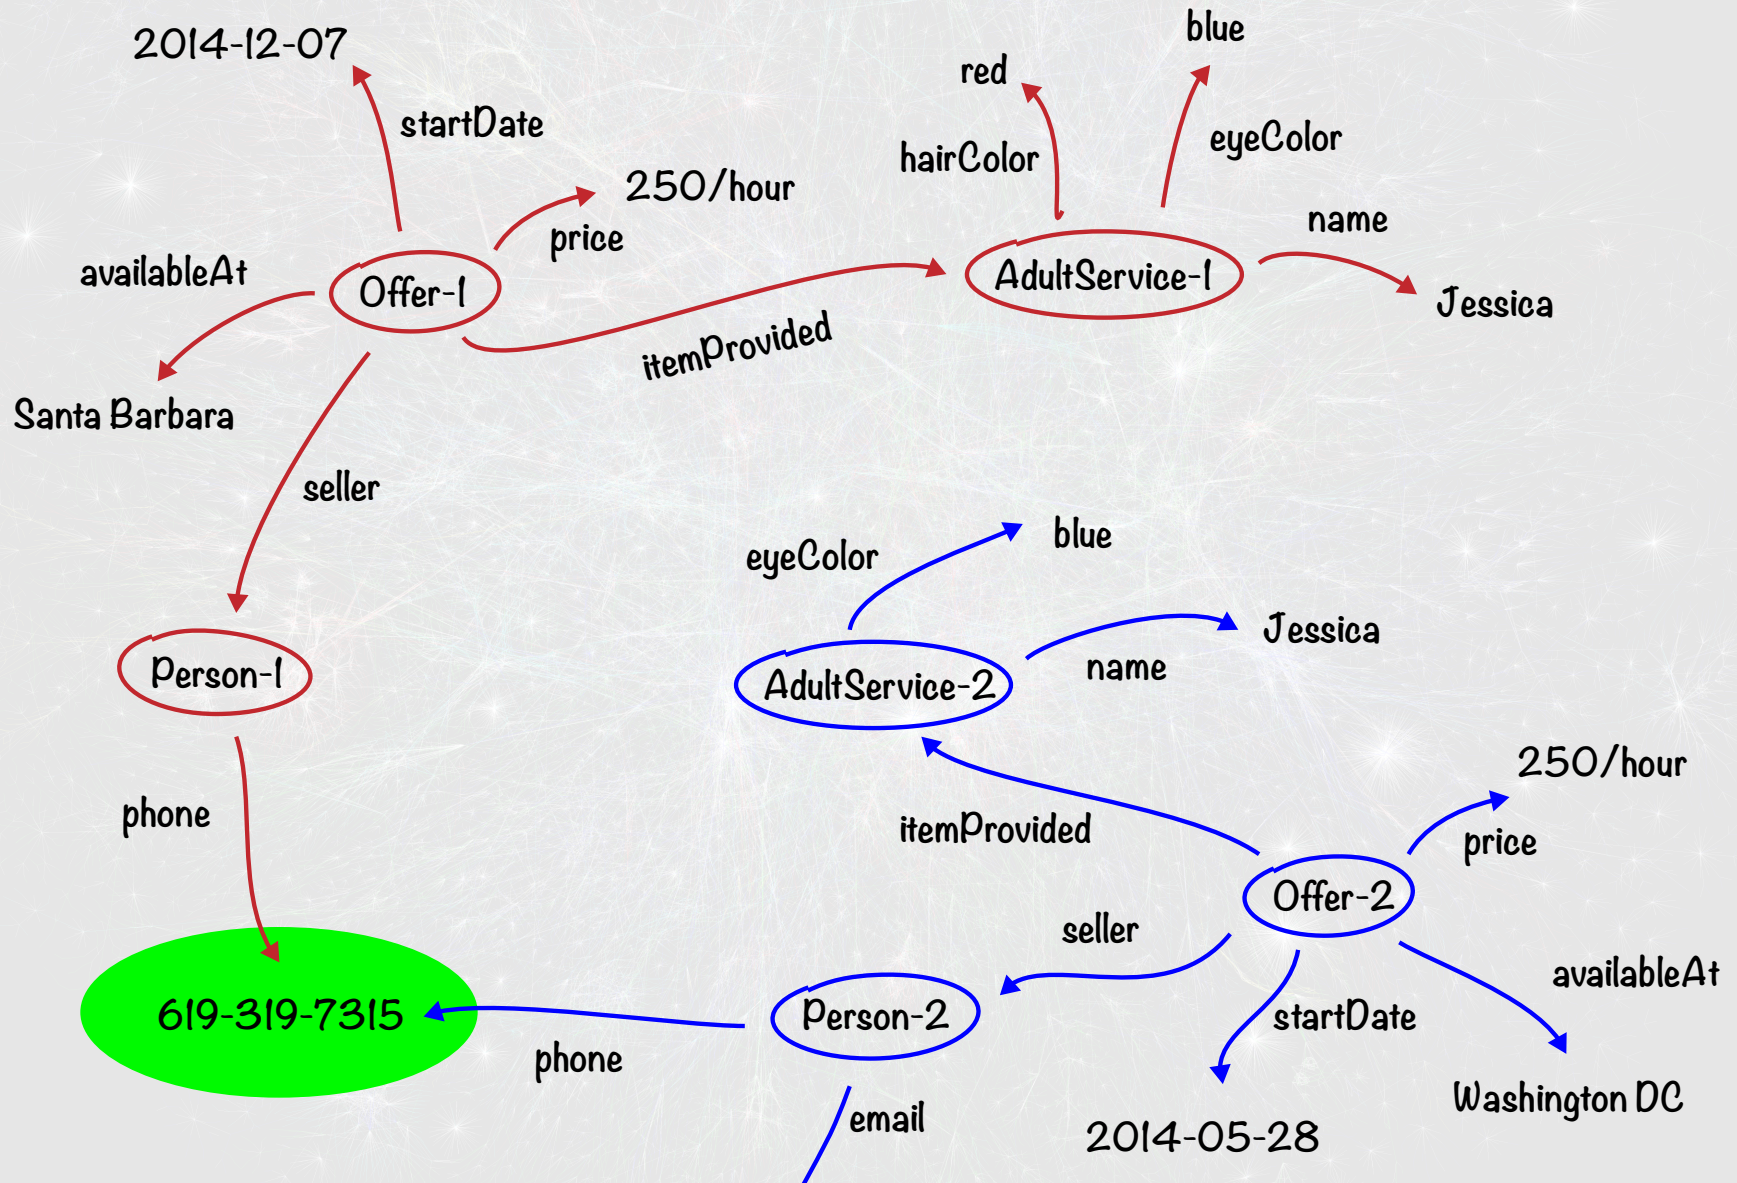 2014-12-07
startDate
250/hour
price
availableAt
Offer-1
itemProvided
Santa Barbara
seller
red
blue
hairColor
eyeColor
name
AdultService-1
Jessica
Person-1
phone
619-319-7315
eyeColor
blue
AdultService-2
name
Jessica
itemProvided
250/hour
price
Offer-2
seller
availableAt
startDate
Washington DC
2014-05-28
Person-2
phone
email